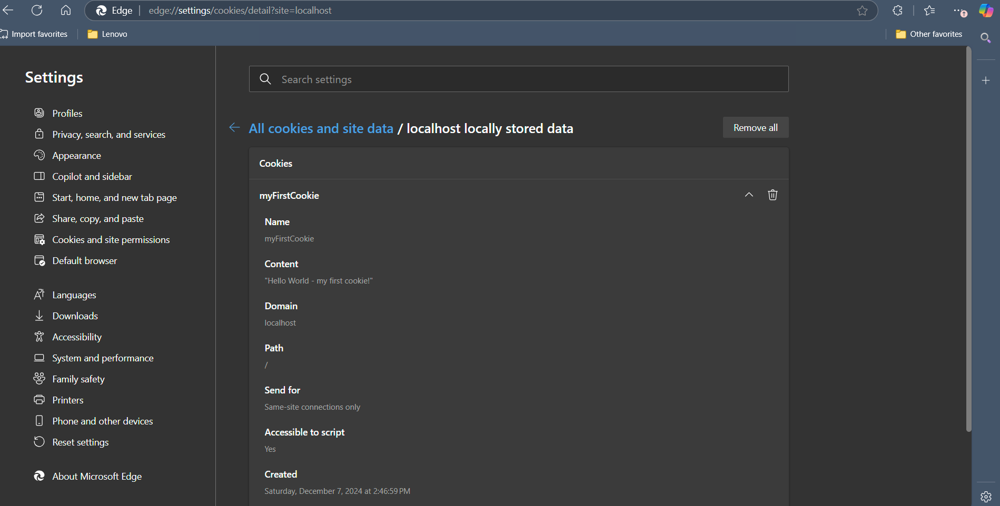 Edge
edge://settings/cookies/detail?site=localhost
Import favorites
Lenovo
Other favorites
Settings
Profiles
Privacy, search, and services
Appearance
Copilot and sidebar
Start, home, and new tab page
Share, copy, and paste
Cookies and site permissions
Default browser
Languages
Downloads
Accessibility
System and performance
Family safety
Printers
Phone and other devices
Reset settings
About Microsoft Edge
Search settings
All cookies and site data / localhost locally stored data
Remove all
Cookies
myFirstCookie
Name
myFirstCookie
Content
"Hello World - my first cookie!"
Domain
localhost
Path
/
Send for
Same-site connections only
Accessible to script
Yes
Created
Saturday, December 7, 2024 at 2:46:59 PM